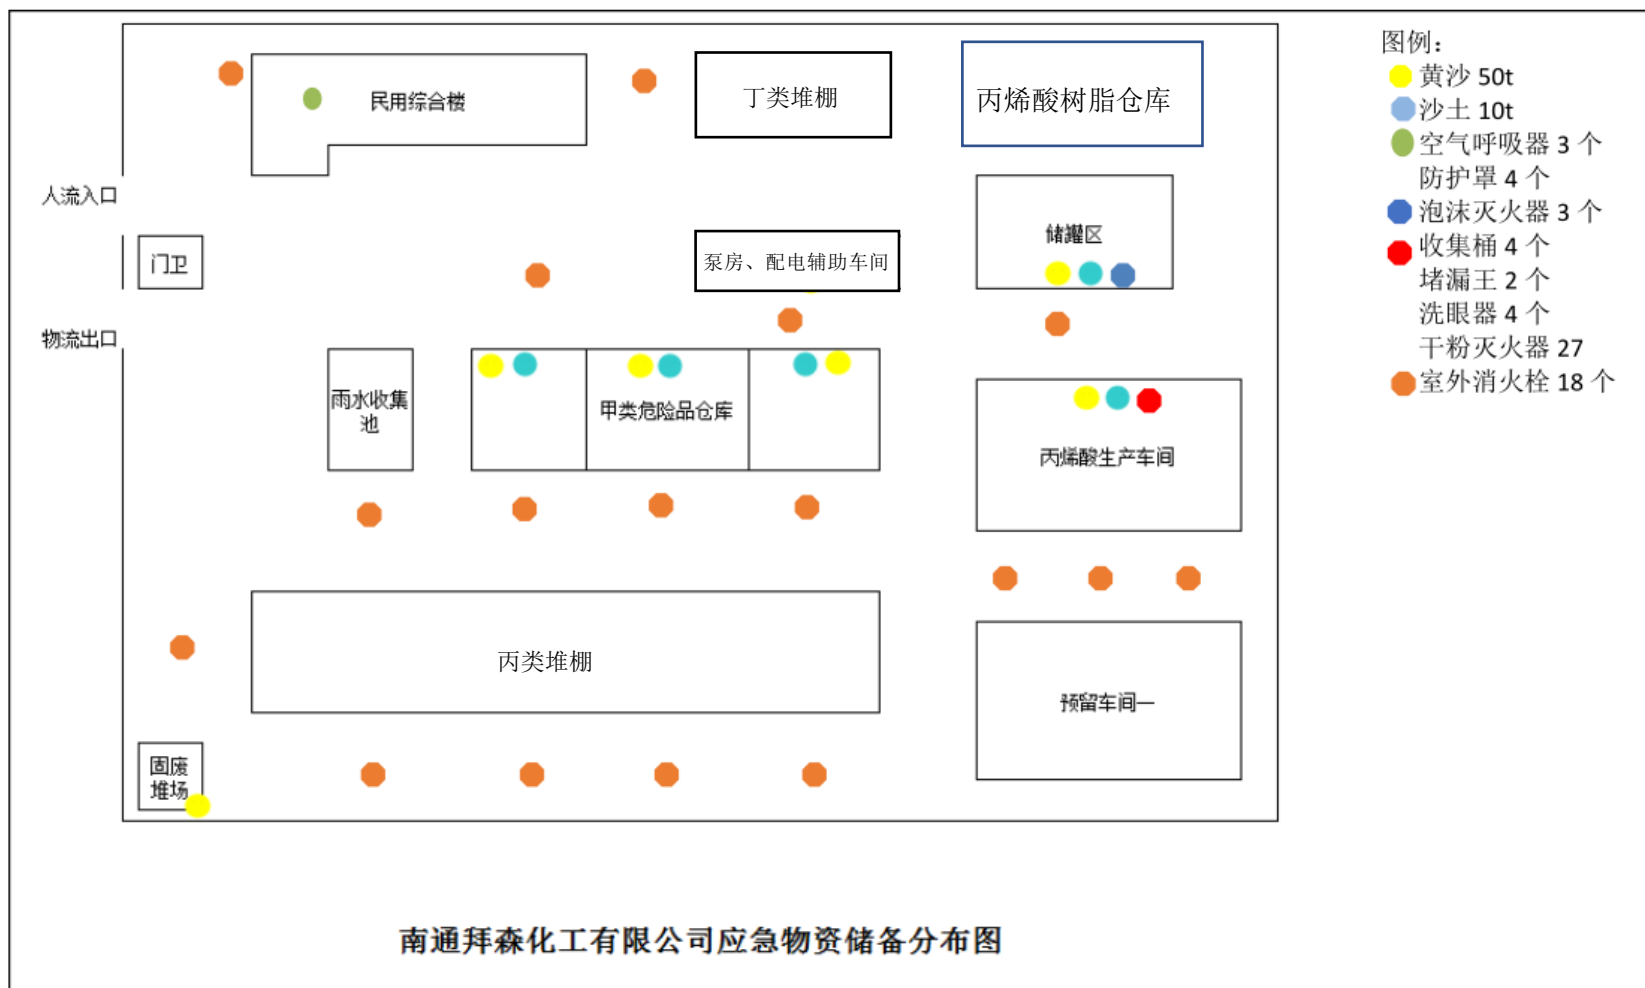 民用综合楼
丁类堆棚
丙烯酸树脂仓库
人流入口
门卫
泵房、配电辅助车间
储罐区
物流出口
雨水收集
池
甲类危险品仓库
丙烯酸生产车间
丙类堆棚
预留车间一
固废
堆场
图例：
黄沙 50t
沙土 10t
空气呼吸器 3 个
防护罩 4 个
泡沫灭火器 3 个
收集桶 4 个
堵漏王 2 个
洗眼器 4 个
干粉灭火器 27
室外消火栓 18 个
南通拜森化工有限公司应急物资储备分布图